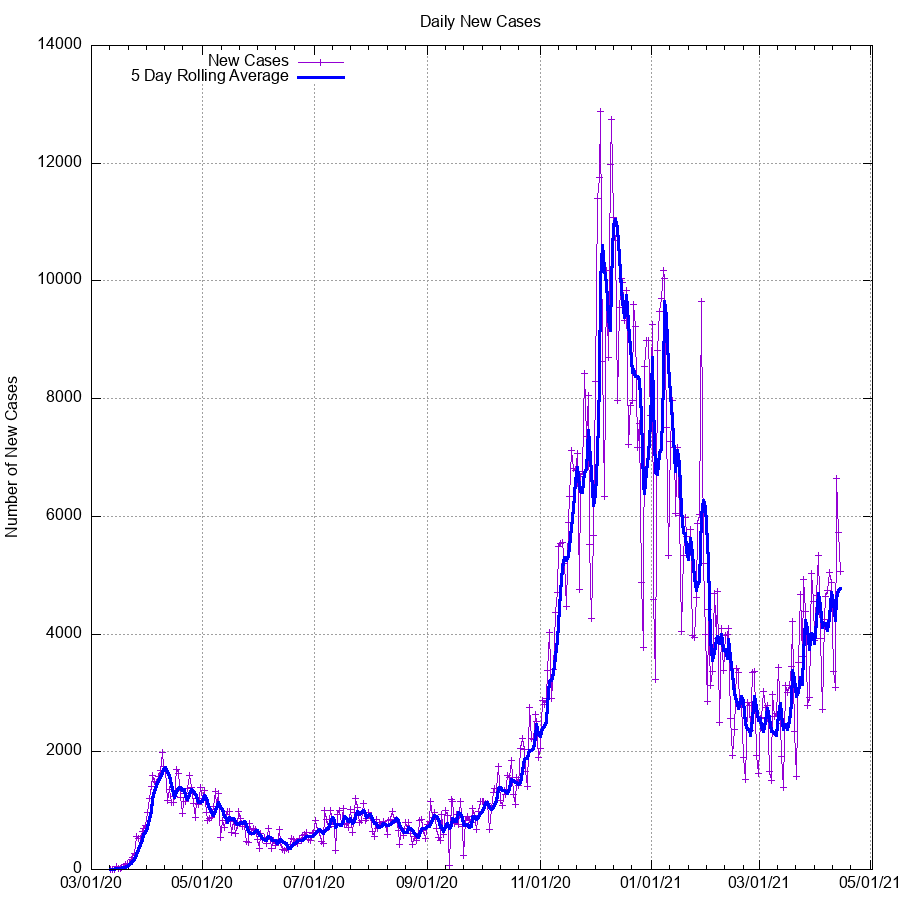 Daily New Cases
14000
12000
10000
8000
6000
4000
2000
0
Number of New Cases
New Cases
5 Day Rolling Average
03/01/20 05/01/20 07/01/20 09/01/20 11/01/20 01/01/21 03/01/21 05/01/21